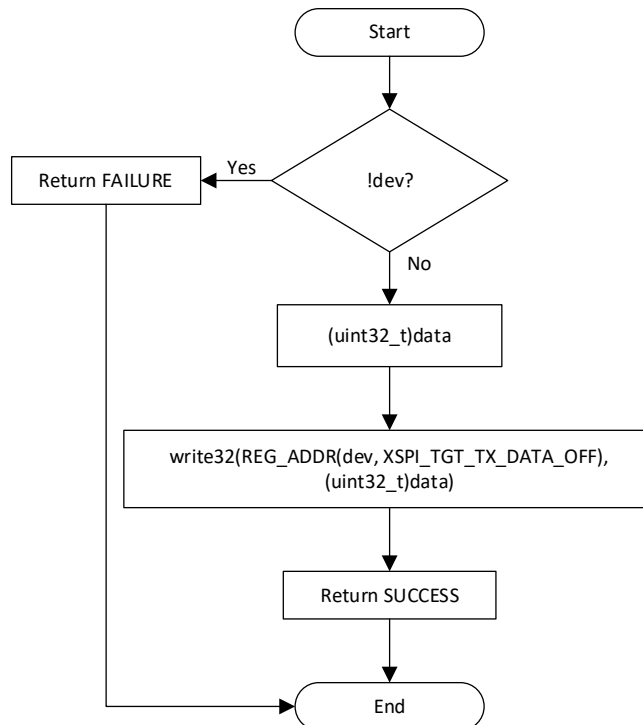 Start
!dev?
Yes
Return FAILURE
No
(uint32_t)data
write32(REG_ADDR(dev, XSPI_TGT_TX_DATA_OFF),
(uint32_t)data)
Return SUCCESS
End